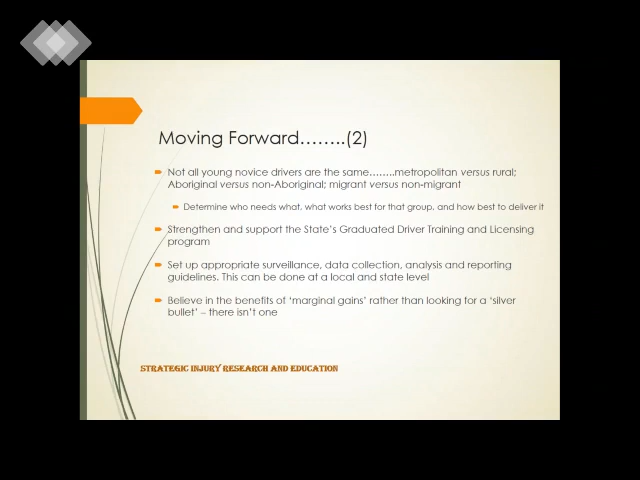 Moving Forward……..(2)
Not all young novice drivers are the same……..metropolitan versus rural;
Aboriginal versus non-Aboriginal; migrant versus non-migrant
Determine who needs what, what works best for that group, and how best to deliver it
Strengthen and support the State's Graduated Driver Training and Licensing
program
Set up appropriate surveillance, data collection, analysis and reporting
guidelines. This can be done at a local and state level
Believe in the benefits of 'marginal gains' rather than looking for a 'silver
bullet' – there isn't one
STRATEGIC INJURY RESEARCH AND EDUCATION